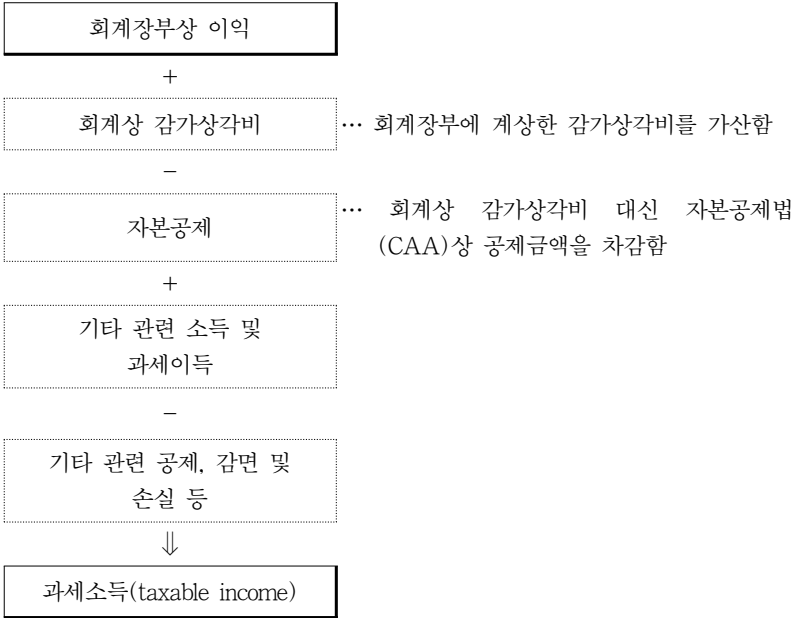 회계장부상 이익
+
회계상 감가상각비 … 회계장부에 계상한 감가상각비를 가산함
−
자본공제
… 회계상 감가상각비 대신 자본공제법
(CAA)상 공제금액을 차감함
+
기타 관련 소득 및
과세이득
−
기타 관련 공제, 감면 및
손실 등
⇓
과세소득(taxable income)